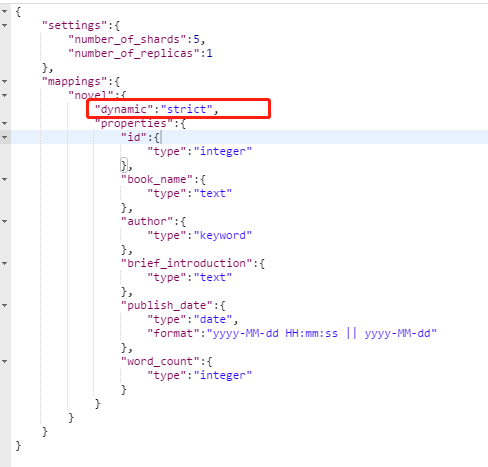 {
    "settings":{
        "number_of_shards":5,
        "number_of_replicas":1
    },
    "mappings":{
        "novel":{
            "dynamic":"strict",
            "properties":{
                "id":{
                    "type":"integer"
                },
                "book_name":{
                    "type":"text"
                },
                "author":{
                    "type":"keyword"
                },
                "brief_introduction":{
                    "type":"text"
                },
                "publish_date":{
                    "type":"date",
                    "format":"yyyy-MM-dd HH:mm:ss || yyyy-MM-dd"
                },
                "word_count":{
                    "type":"integer"
                }
            }
        }
    }
}